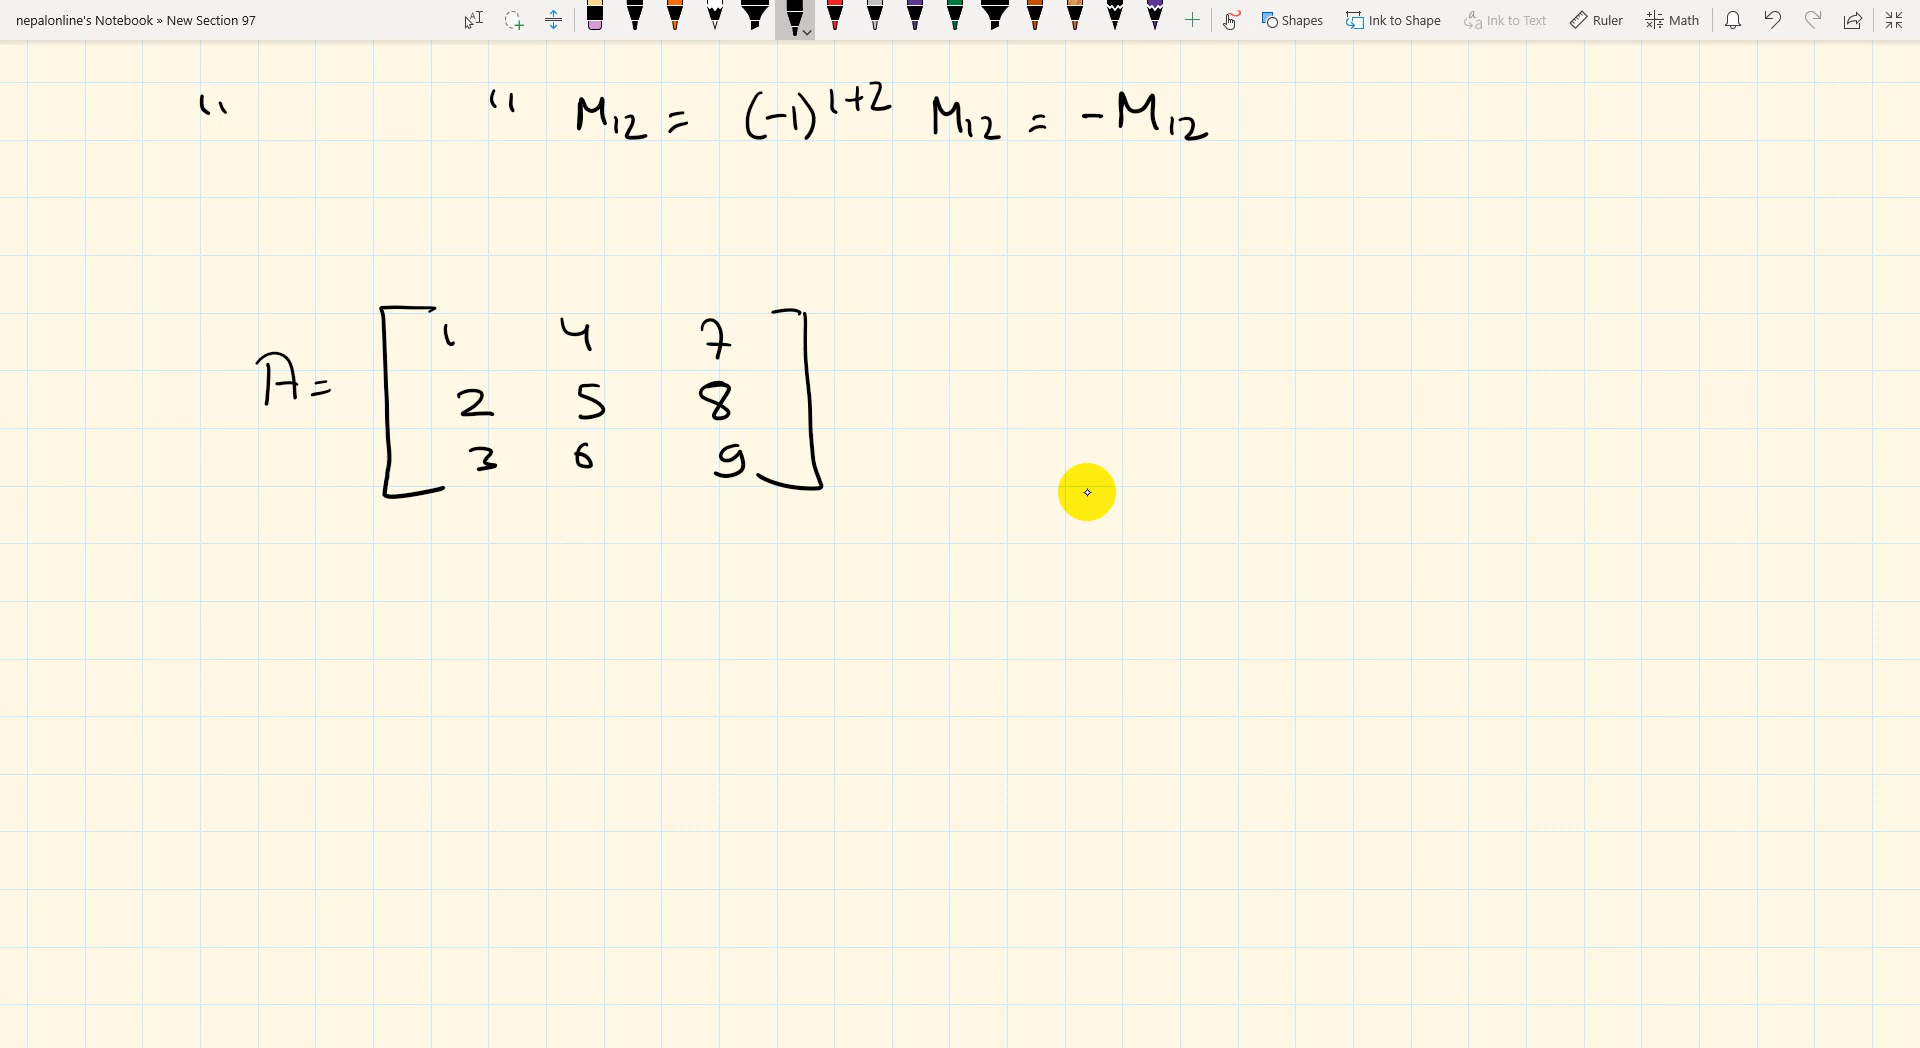 nepalonline's Notebook » New Section 97 Shapes Ink to Shape Ink to Text Ruler Math
" " M₁₂ = (-1)¹⁺² M₁₂ = -M₁₂
1 4 7
A = 2 5 8
3 6 9